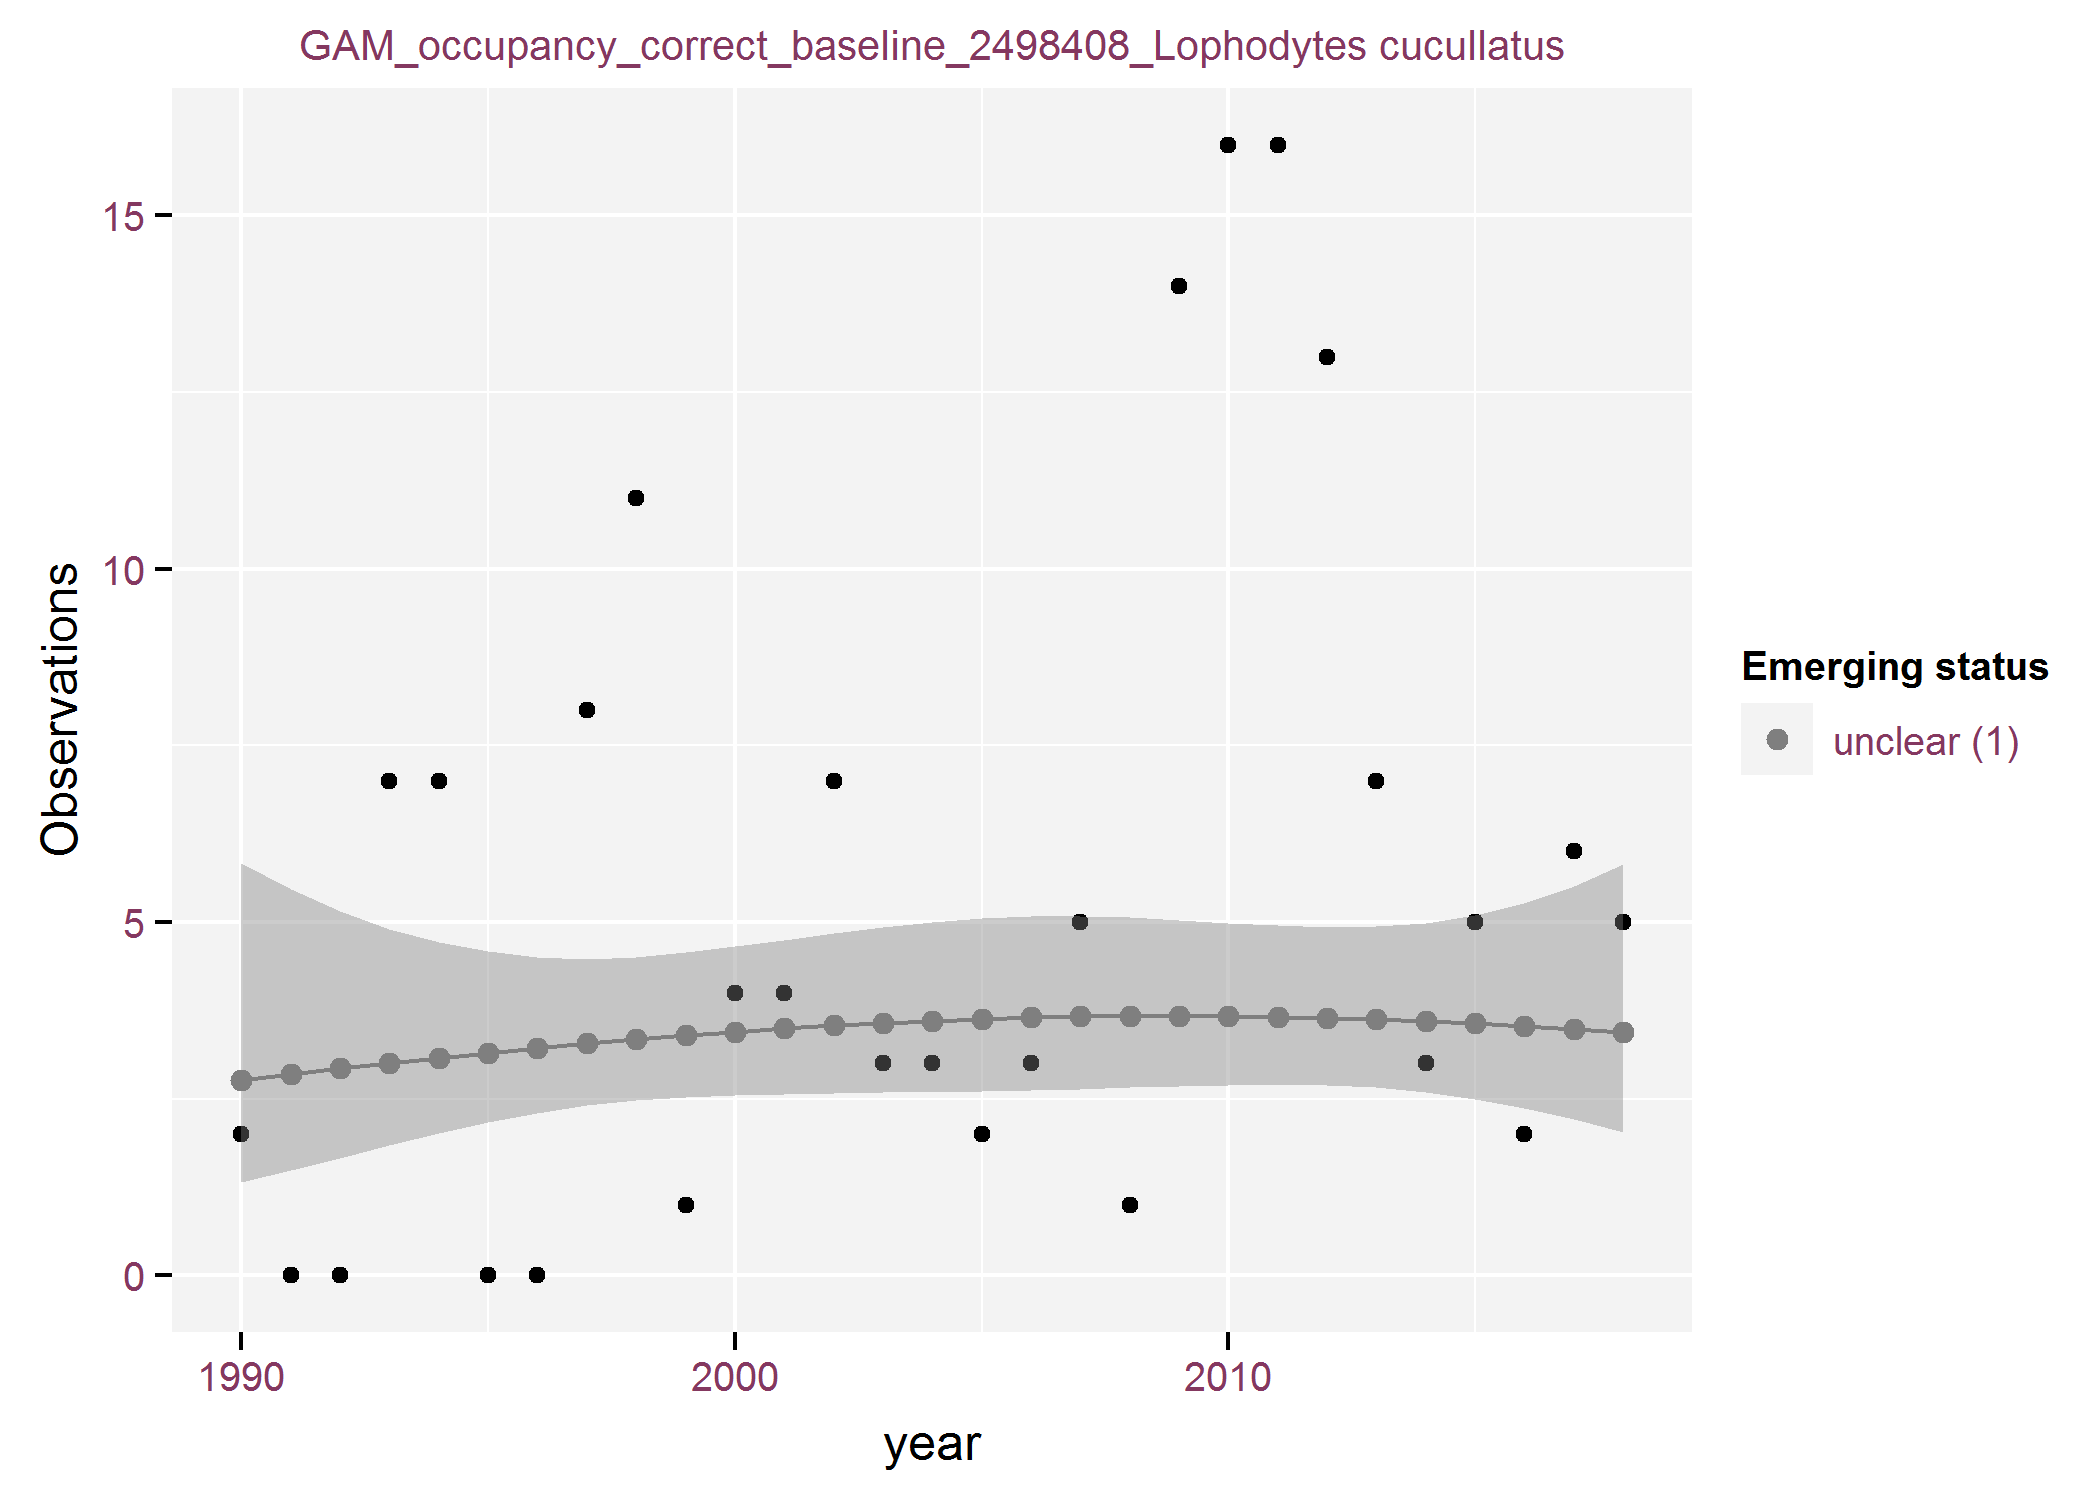 GAM_occupancy_correct_baseline_2498408_Lophodytes cucullatus
Observations
15
10
5
0
1990 2000 2010
year
Emerging status
unclear (1)